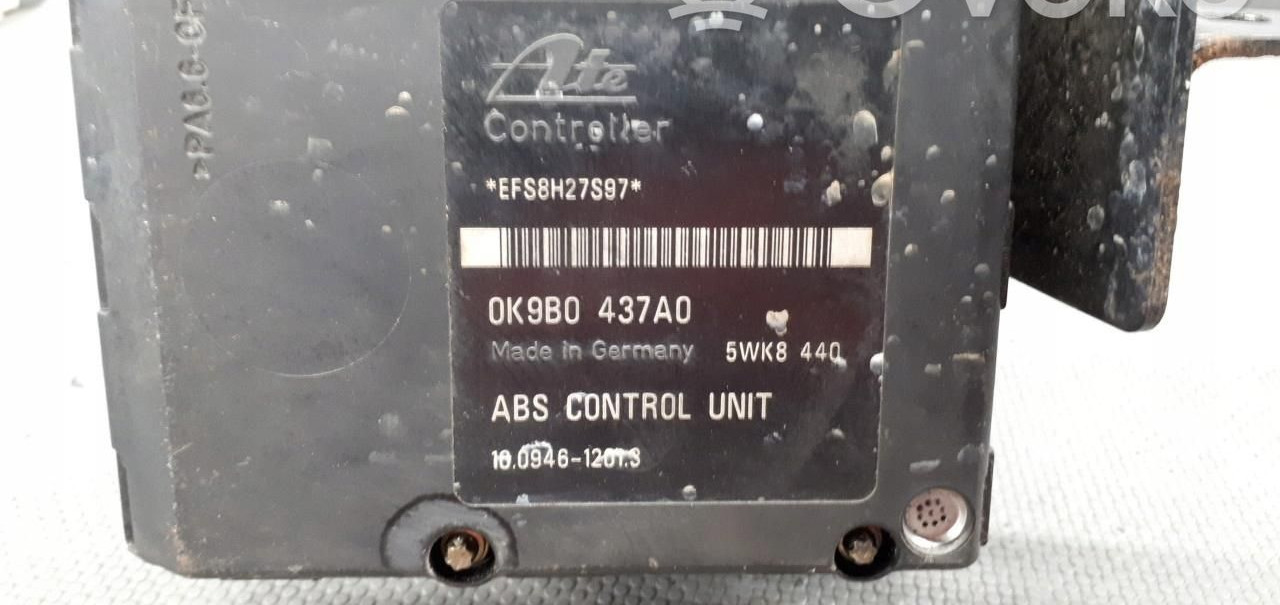 Ate
Controller
*EFS8H27S97*
0K9B0 437A0
Made in Germany 5WK8 440
ABS CONTROL UNIT
10.0946-1201.3